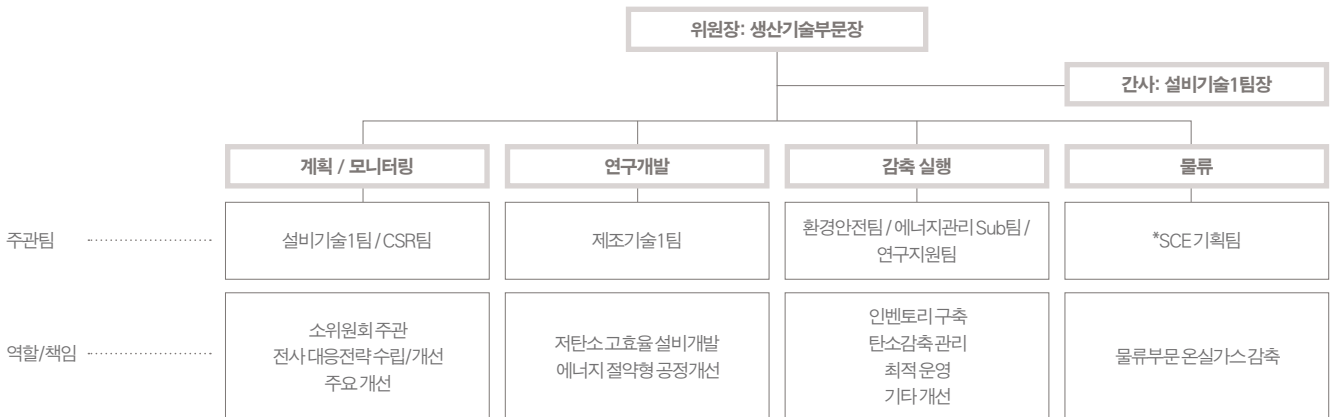 위원장: 생산기술부문장
간사: 설비기술1팀장
계획 / 모니터링
연구개발
감축 실행
물류
주관팀
설비기술1팀 / CSR팀
제조기술1팀
환경안전팀 / 에너지관리 Sub팀 /
연구지원팀
*SCE 기획팀
역할/책임
소위원회 주관
전사 대응전략 수립/개선
주요 개선
저탄소 고효율 설비개발
에너지 절약형 공정개선
인벤토리 구축
탄소감축 관리
최적 운영
기타 개선
물류부문 온실가스 감축